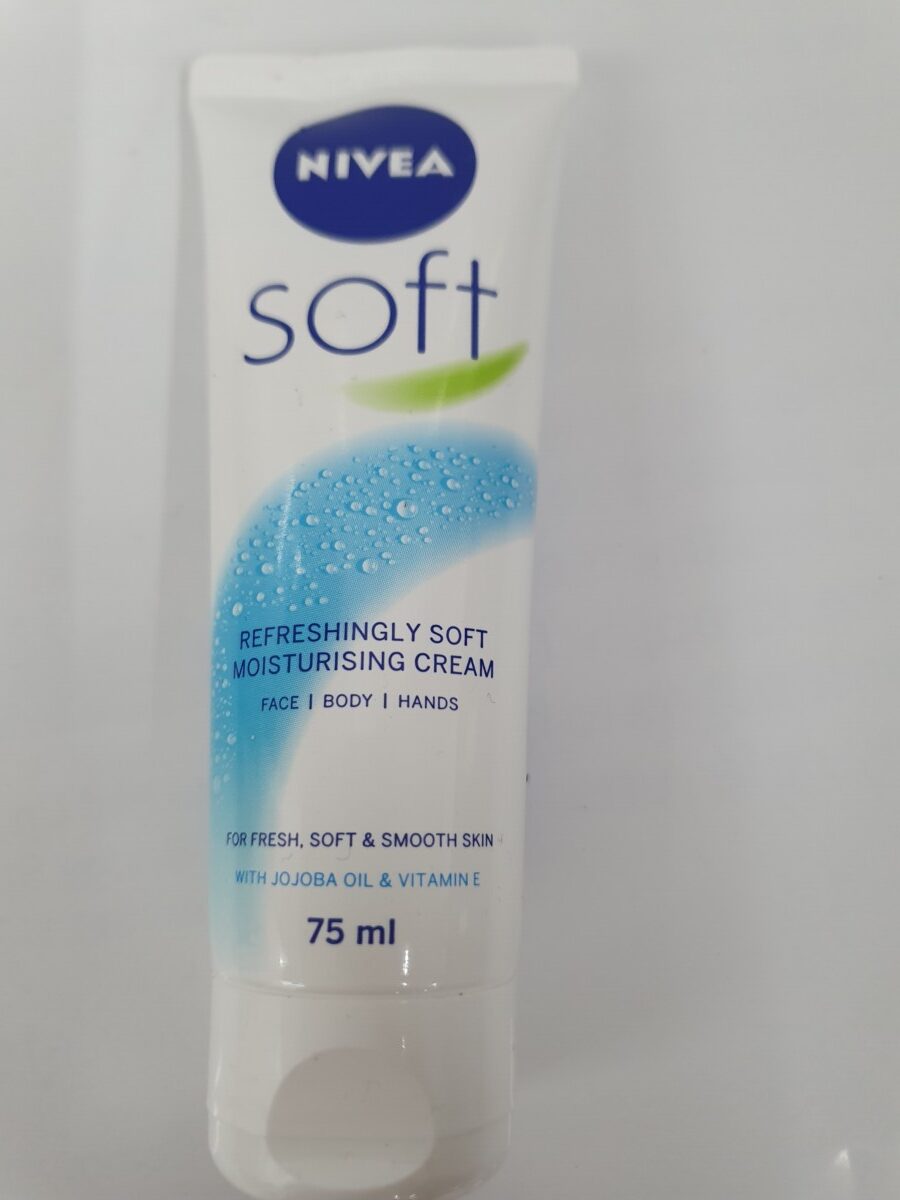 NIVEA
soft
REFRESHINGLY SOFT
MOISTURISING CREAM
FACE | BODY | HANDS
FOR FRESH, SOFT & SMOOTH SKIN
WITH JOJOBA OIL & VITAMIN E
75 ml